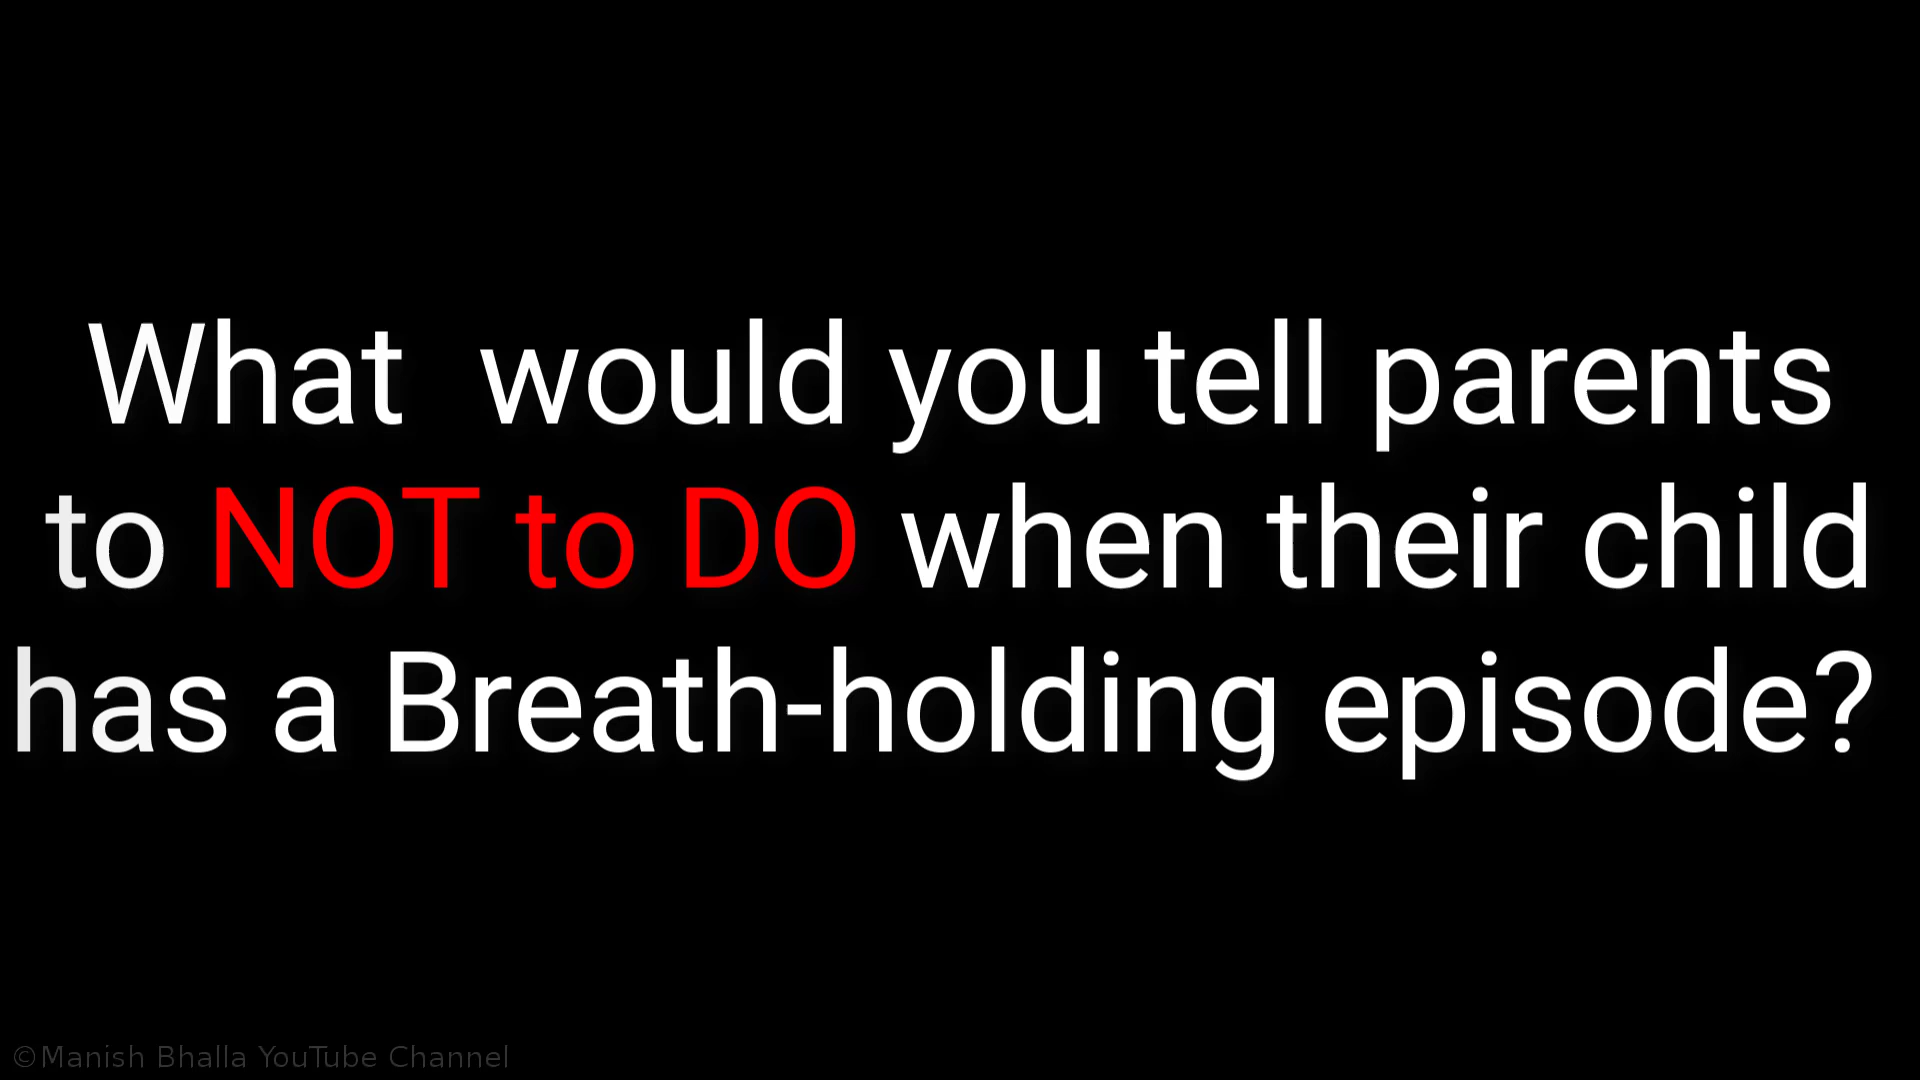 What  would you tell parents
to NOT to DO when their child
has a Breath-holding episode?
©Manish Bhalla YouTube Channel